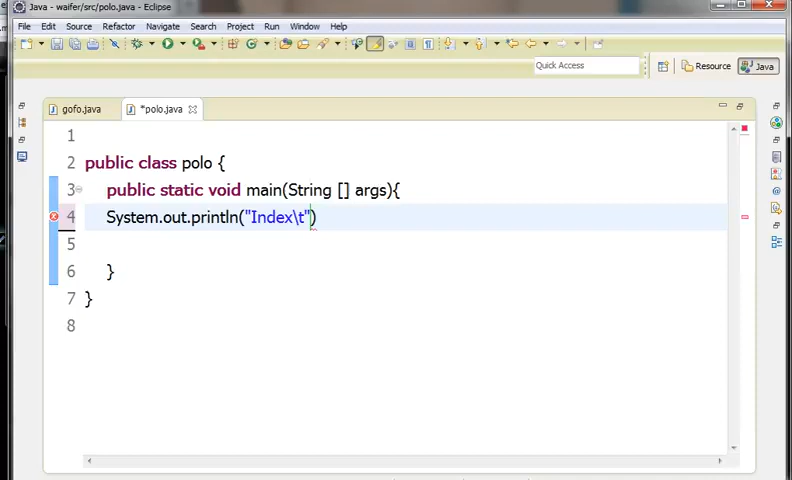 Java - waifer/src/polo.java - Eclipse
File Edit Source Refactor Navigate Search Project Run Window Help
Quick Access Resource Java
gofo.java *polo.java
1
2 public class polo {
3 public static void main(String [] args){
4 System.out.println("Index\t")
5
6 }
7 }
8